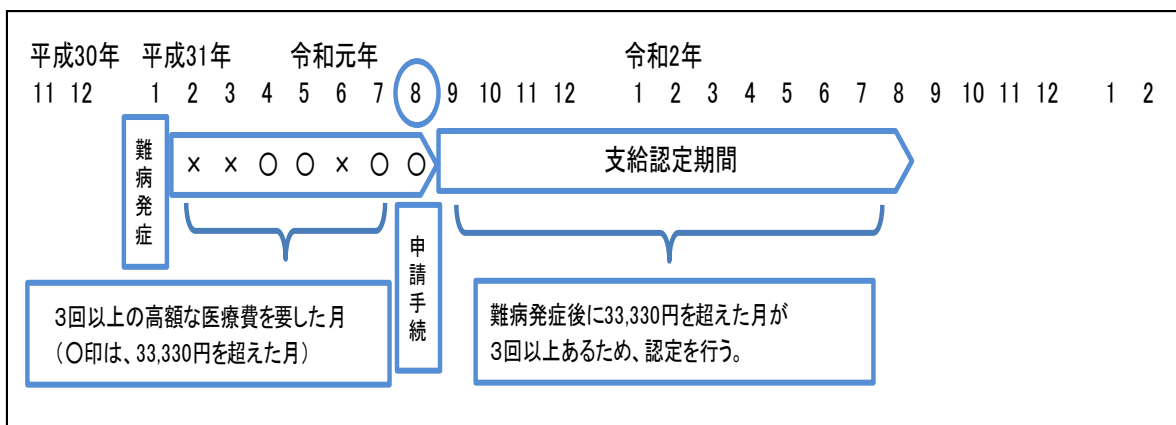 平成30年 平成31年 令和元年 令和2年
11 12 1 2 3 4 5 6 7 8 9 10 11 12 1 2 3 4 5 6 7 8 9 10 11 12 1 2
難病発症
× × 〇 〇 × 〇 〇
支給認定期間
申請手続
3回以上の高額な医療費を要した月
(〇印は、33,330円を超えた月)
難病発症後に33,330円を超えた月が
3回以上あるため、認定を行う。